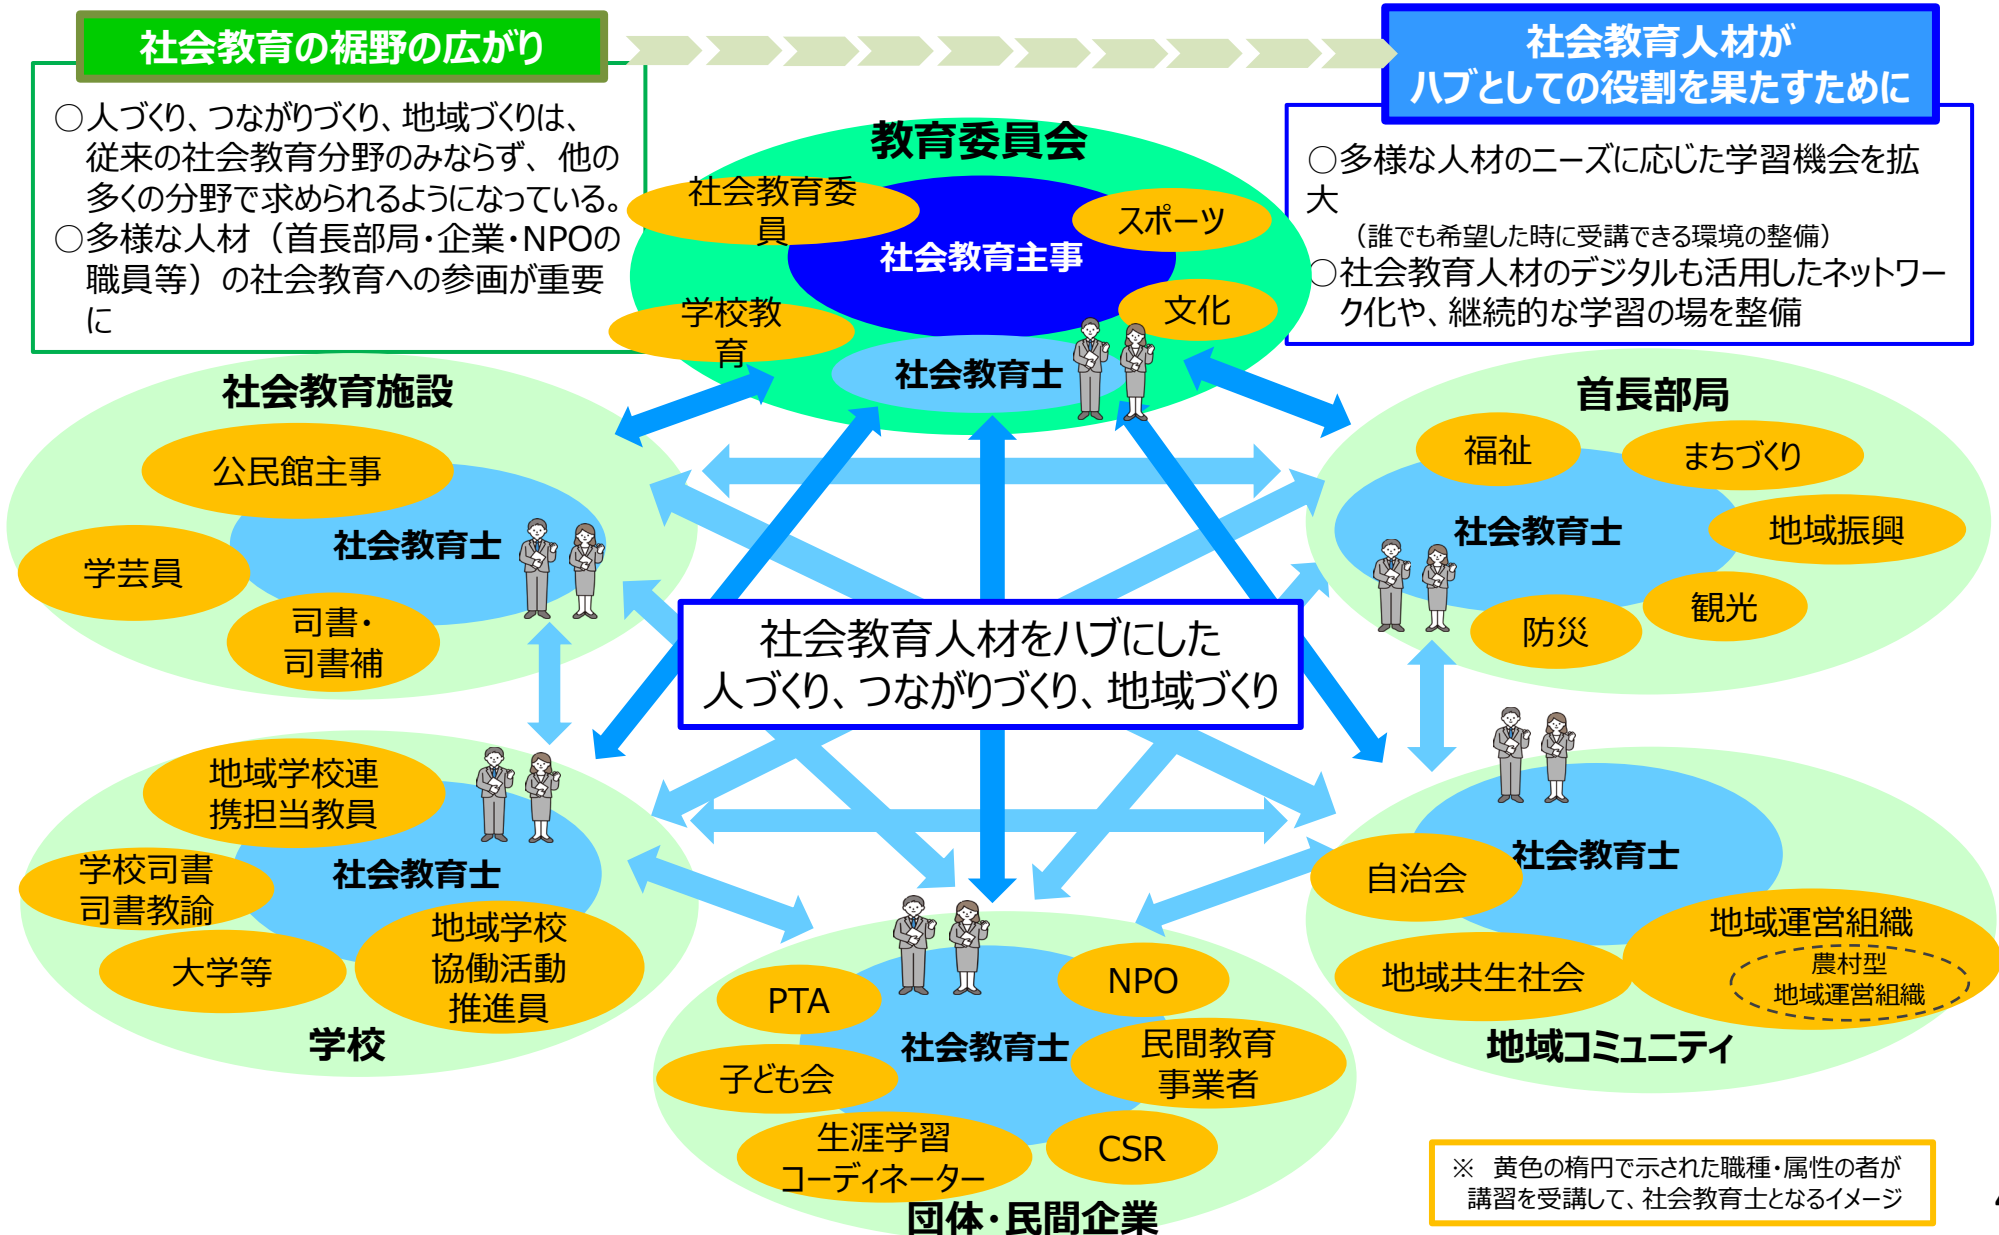 社会教育の裾野の広がり
○人づくり、つながりづくり、地域づくりは、
従来の社会教育分野のみならず、他の
多くの分野で求められるようになっている。
○多様な人材（首長部局・企業・NPOの
職員等）の社会教育への参画が重要
に
社会教育人材が
ハブとしての役割を果たすために
○多様な人材のニーズに応じた学習機会を拡
大
（誰でも希望した時に受講できる環境の整備）
○社会教育人材のデジタルも活用したネットワー
ク化や、継続的な学習の場を整備
教育委員会
社会教育委
員
スポーツ
社会教育主事
学校教
育
文化
社会教育士
社会教育施設
公民館主事
社会教育士
学芸員
司書・
司書補
首長部局
福祉
まちづくり
社会教育士
地域振興
観光
防災
社会教育人材をハブにした
人づくり、つながりづくり、地域づくり
地域学校連
携担当教員
社会教育士
学校司書
司書教諭
地域学校
協働活動
推進員
大学等
学校
PTA
NPO
社会教育士
子ども会
民間教育
事業者
生涯学習
コーディネーター
CSR
団体・民間企業
社会教育士
自治会
地域運営組織
農村型
地域運営組織
地域共生社会
地域コミュニティ
※　黄色の楕円で示された職種・属性の者が
講習を受講して、社会教育士となるイメージ